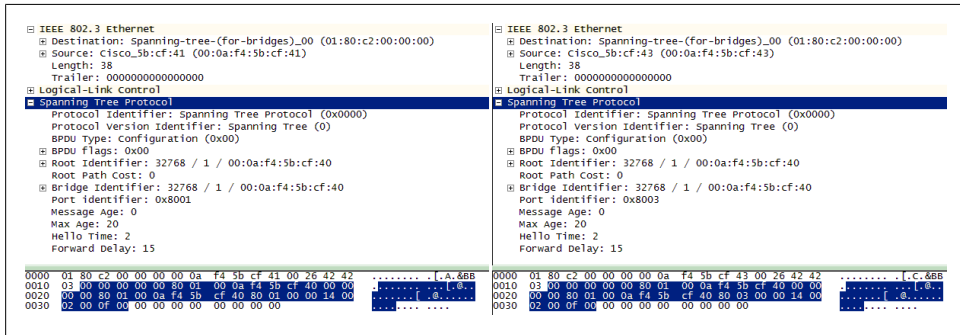 IEEE 802.3 Ethernet
Destination: Spanning-tree-(for-bridges)_00 (01:80:c2:00:00:00)
Source: Cisco_5b:cf:41 (00:0a:f4:5b:cf:41)
Length: 38
Trailer: 0000000000000000
Logical-Link Control
Spanning Tree Protocol
Protocol Identifier: Spanning Tree Protocol (0x0000)
Protocol Version Identifier: Spanning Tree (0)
BPDU Type: Configuration (0x00)
BPDU flags: 0x00
Root Identifier: 32768 / 1 / 00:0a:f4:5b:cf:40
Root Path Cost: 0
Bridge Identifier: 32768 / 1 / 00:0a:f4:5b:cf:40
Port identifier: 0x8001
Message Age: 0
Max Age: 20
Hello Time: 2
Forward Delay: 15
0000 01 80 c2 00 00 00 00 0a f4 5b cf 41 00 26 42 42 ........ .[.A.&BB
0010 03 00 00 00 00 00 80 01 00 0a f4 5b cf 40 00 00 ........ ...[.@..
0020 00 00 80 01 00 0a f4 5b cf 40 80 01 00 00 14 00 .......[ .@......
0030 02 00 0f 00 00 00 00 00 00 00 00 00 ........ ....
IEEE 802.3 Ethernet
Destination: Spanning-tree-(for-bridges)_00 (01:80:c2:00:00:00)
Source: Cisco_5b:cf:43 (00:0a:f4:5b:cf:43)
Length: 38
Trailer: 0000000000000000
Logical-Link Control
Spanning Tree Protocol
Protocol Identifier: Spanning Tree Protocol (0x0000)
Protocol Version Identifier: Spanning Tree (0)
BPDU Type: Configuration (0x00)
BPDU flags: 0x00
Root Identifier: 32768 / 1 / 00:0a:f4:5b:cf:40
Root Path Cost: 0
Bridge Identifier: 32768 / 1 / 00:0a:f4:5b:cf:40
Port identifier: 0x8003
Message Age: 0
Max Age: 20
Hello Time: 2
Forward Delay: 15
0000 01 80 c2 00 00 00 00 0a f4 5b cf 43 00 26 42 42 ........ .[.C.&BB
0010 03 00 00 00 00 00 80 01 00 0a f4 5b cf 40 00 00 ........ ...[.@..
0020 00 00 80 01 00 0a f4 5b cf 40 80 03 00 00 14 00 .......[ .@......
0030 02 00 0f 00 00 00 00 00 00 00 00 00 ........ ....